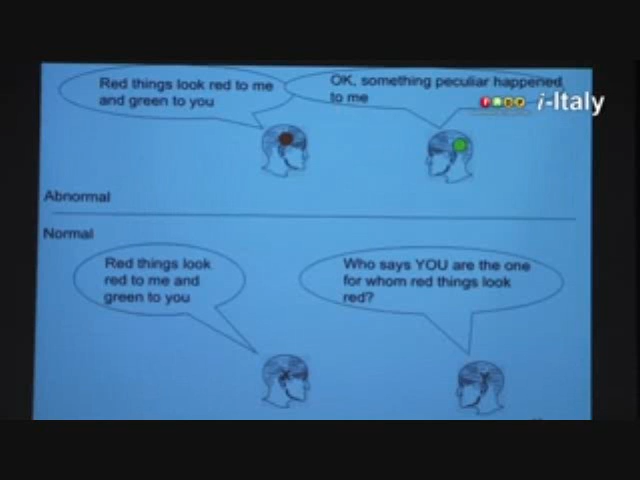 Red things look red to me
and green to you
OK, something peculiar happened
to me
i-Italy
Abnormal
Normal
Red things look
red to me and
green to you
Who says YOU are the one
for whom red things look
red?